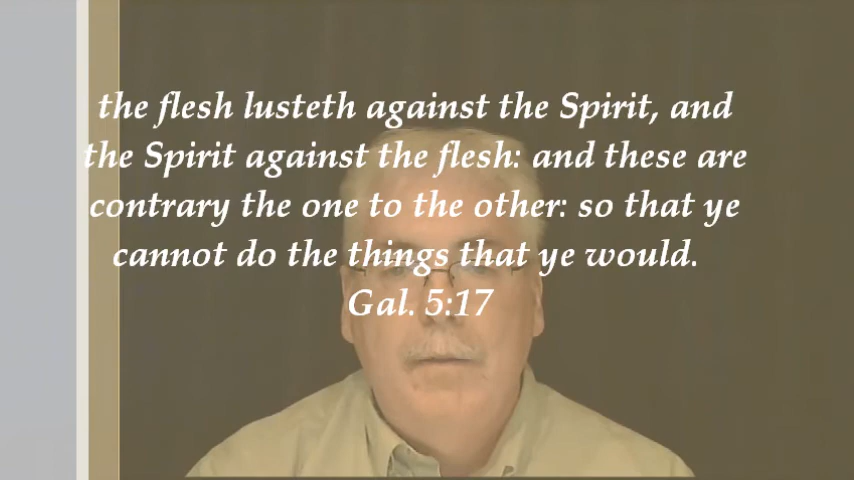 the flesh lusteth against the Spirit, and
the Spirit against the flesh: and these are
contrary the one to the other: so that ye
cannot do the things that ye would.
Gal. 5:17